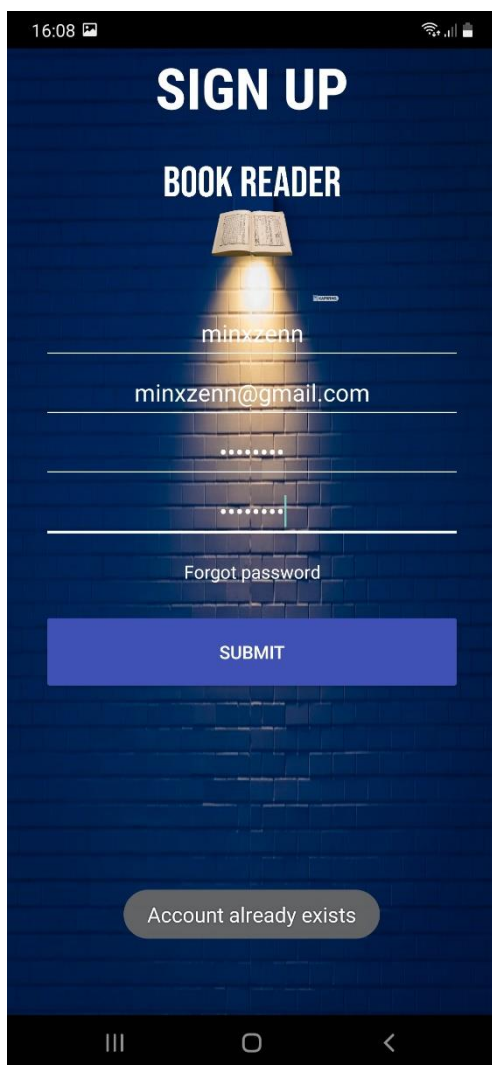 16:08
SIGN UP
BOOK READER
minxzenn
minxzenn@gmail.com
••••••••
••••••••
Forgot password
SUBMIT
Account already exists